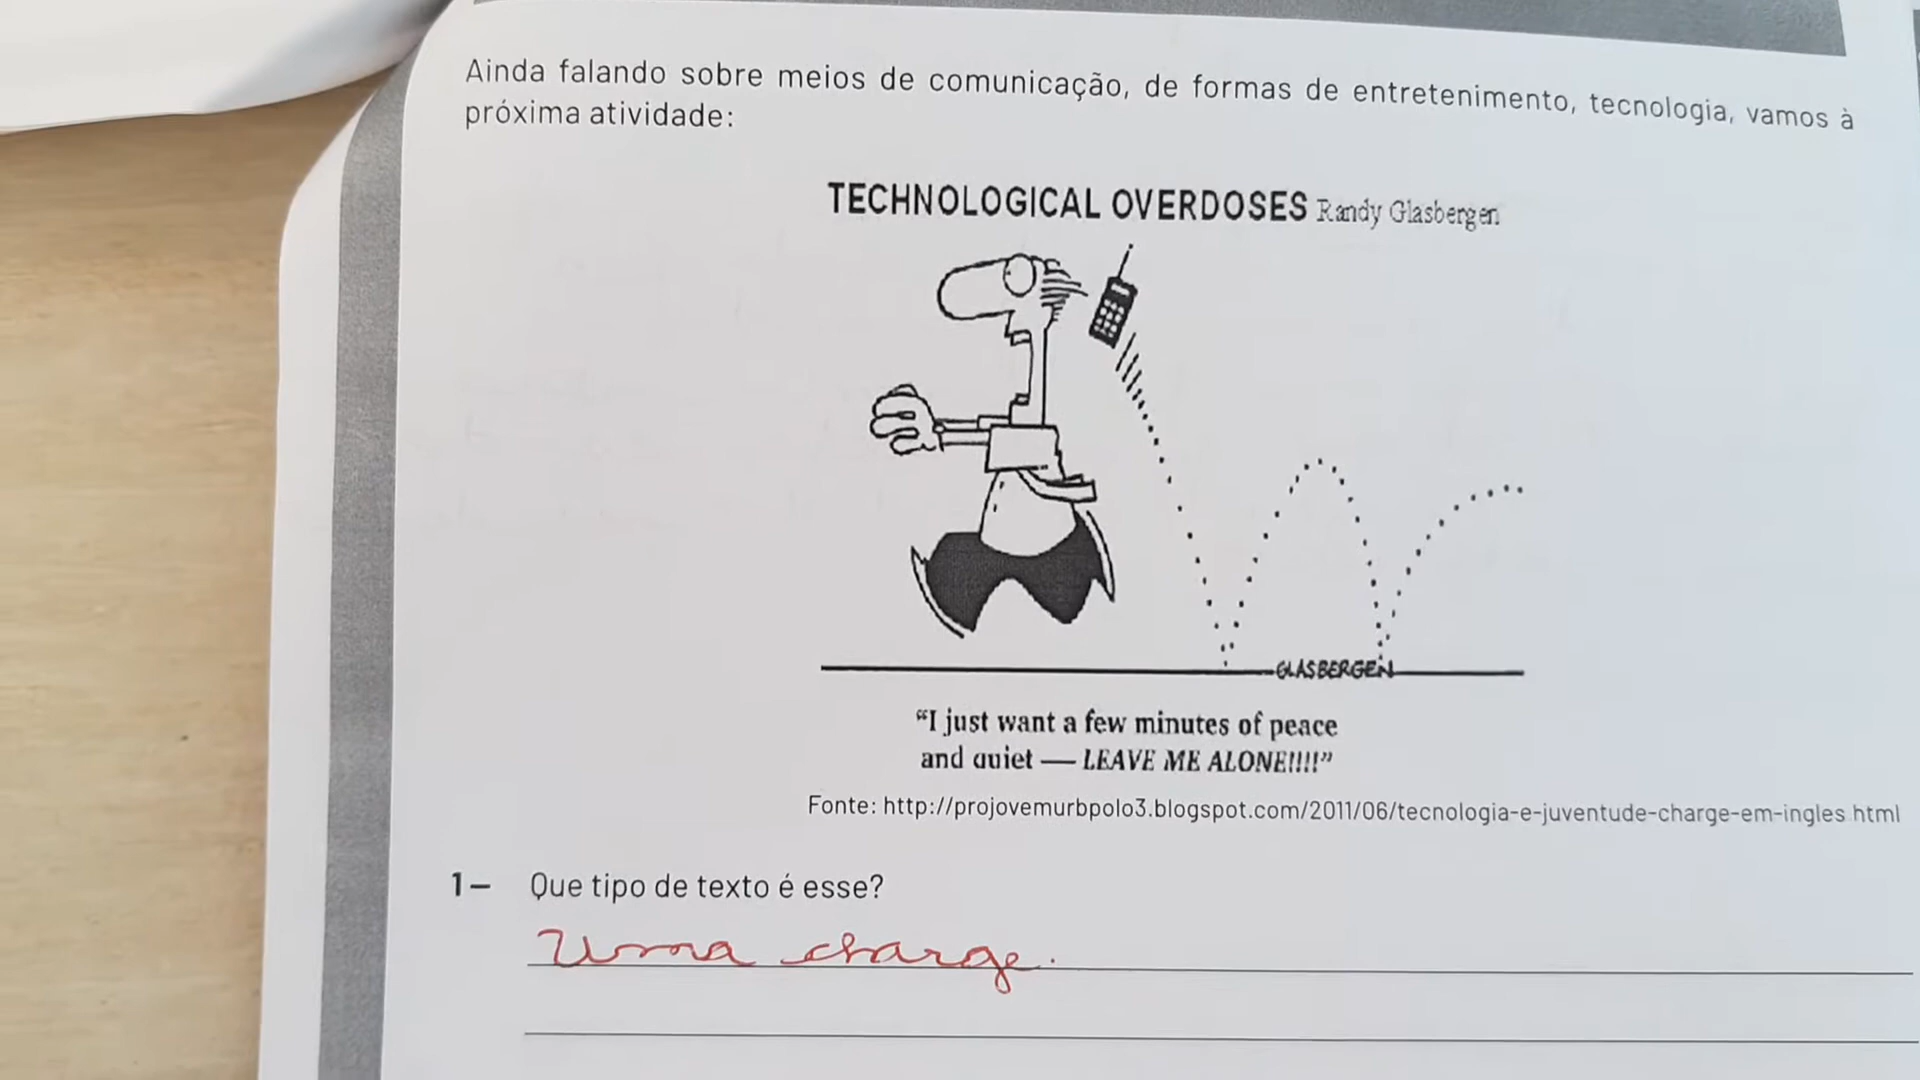 Ainda falando sobre meios de comunicação, de formas de entretenimento, tecnologia, vamos à
próxima atividade:
TECHNOLOGICAL OVERDOSES Randy Glasbergen
GLASBERGEN
“I just want a few minutes of peace
and quiet — LEAVE ME ALONE!!!!”
Fonte: http://projovemurbpolo3.blogspot.com/2011/06/tecnologia-e-juventude-charge-em-ingles.html
1— Que tipo de texto é esse?
Uma charge.